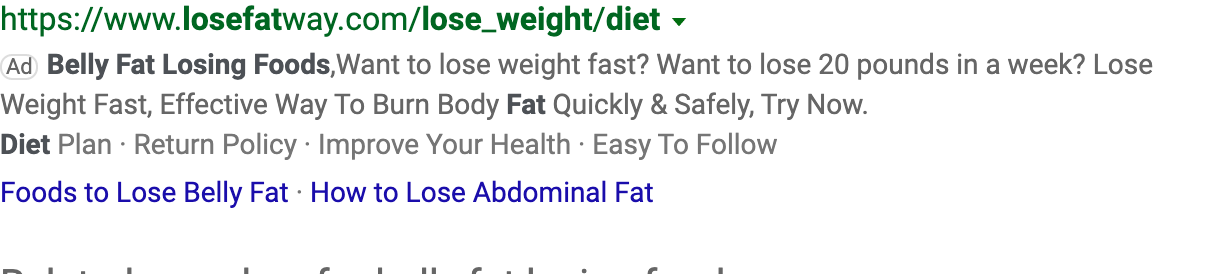 https://www.losefatway.com/lose_weight/diet
Ad Belly Fat Losing Foods,Want to lose weight fast? Want to lose 20 pounds in a week? Lose
Weight Fast, Effective Way To Burn Body Fat Quickly & Safely, Try Now.
Diet Plan · Return Policy · Improve Your Health · Easy To Follow
Foods to Lose Belly Fat · How to Lose Abdominal Fat